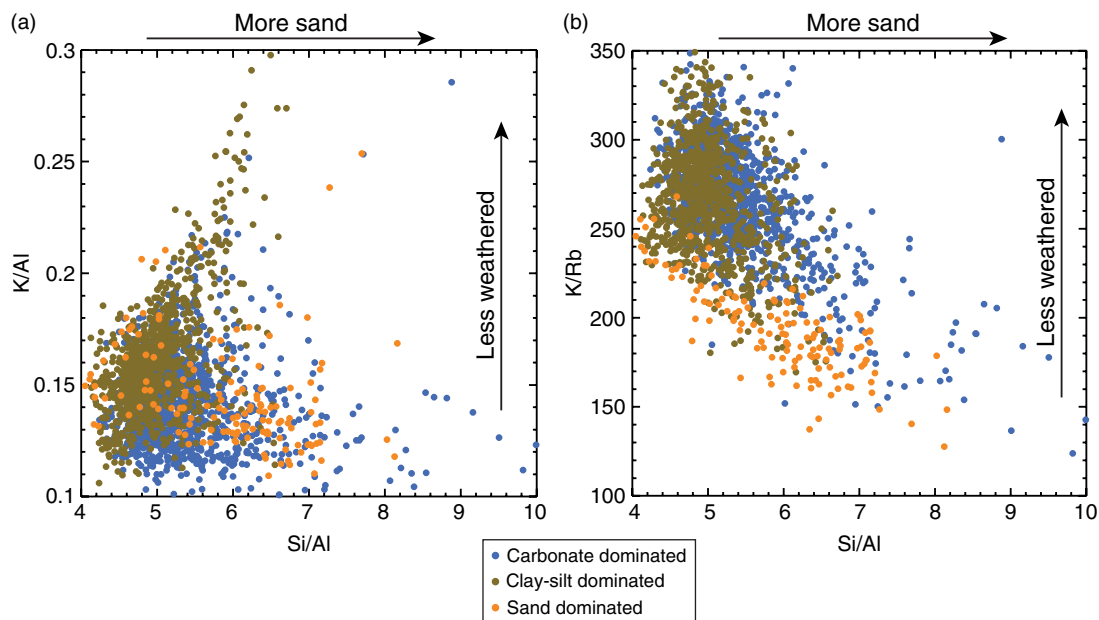 (a)
More sand
0.3
0.25
0.2
0.15
0.1
K/Al
Less weathered
4 5 6 7 8 9 10
Si/Al
(b)
More sand
350
300
250
200
150
100
K/Rb
Less weathered
4 5 6 7 8 9 10
Si/Al
Carbonate dominated
Clay-silt dominated
Sand dominated